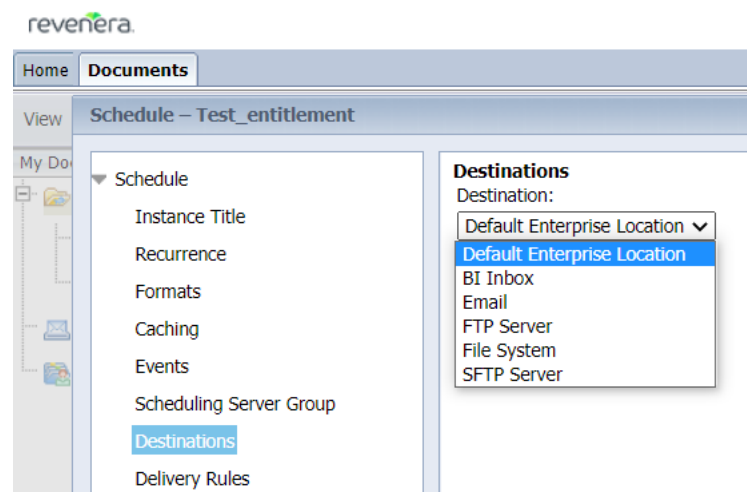 revenera.
Home Documents
View
Schedule – Test_entitlement
My Do
Schedule
Instance Title
Recurrence
Formats
Caching
Events
Scheduling Server Group
Destinations
Delivery Rules
Destinations
Destination:
Default Enterprise Location
Default Enterprise Location
BI Inbox
Email
FTP Server
File System
SFTP Server